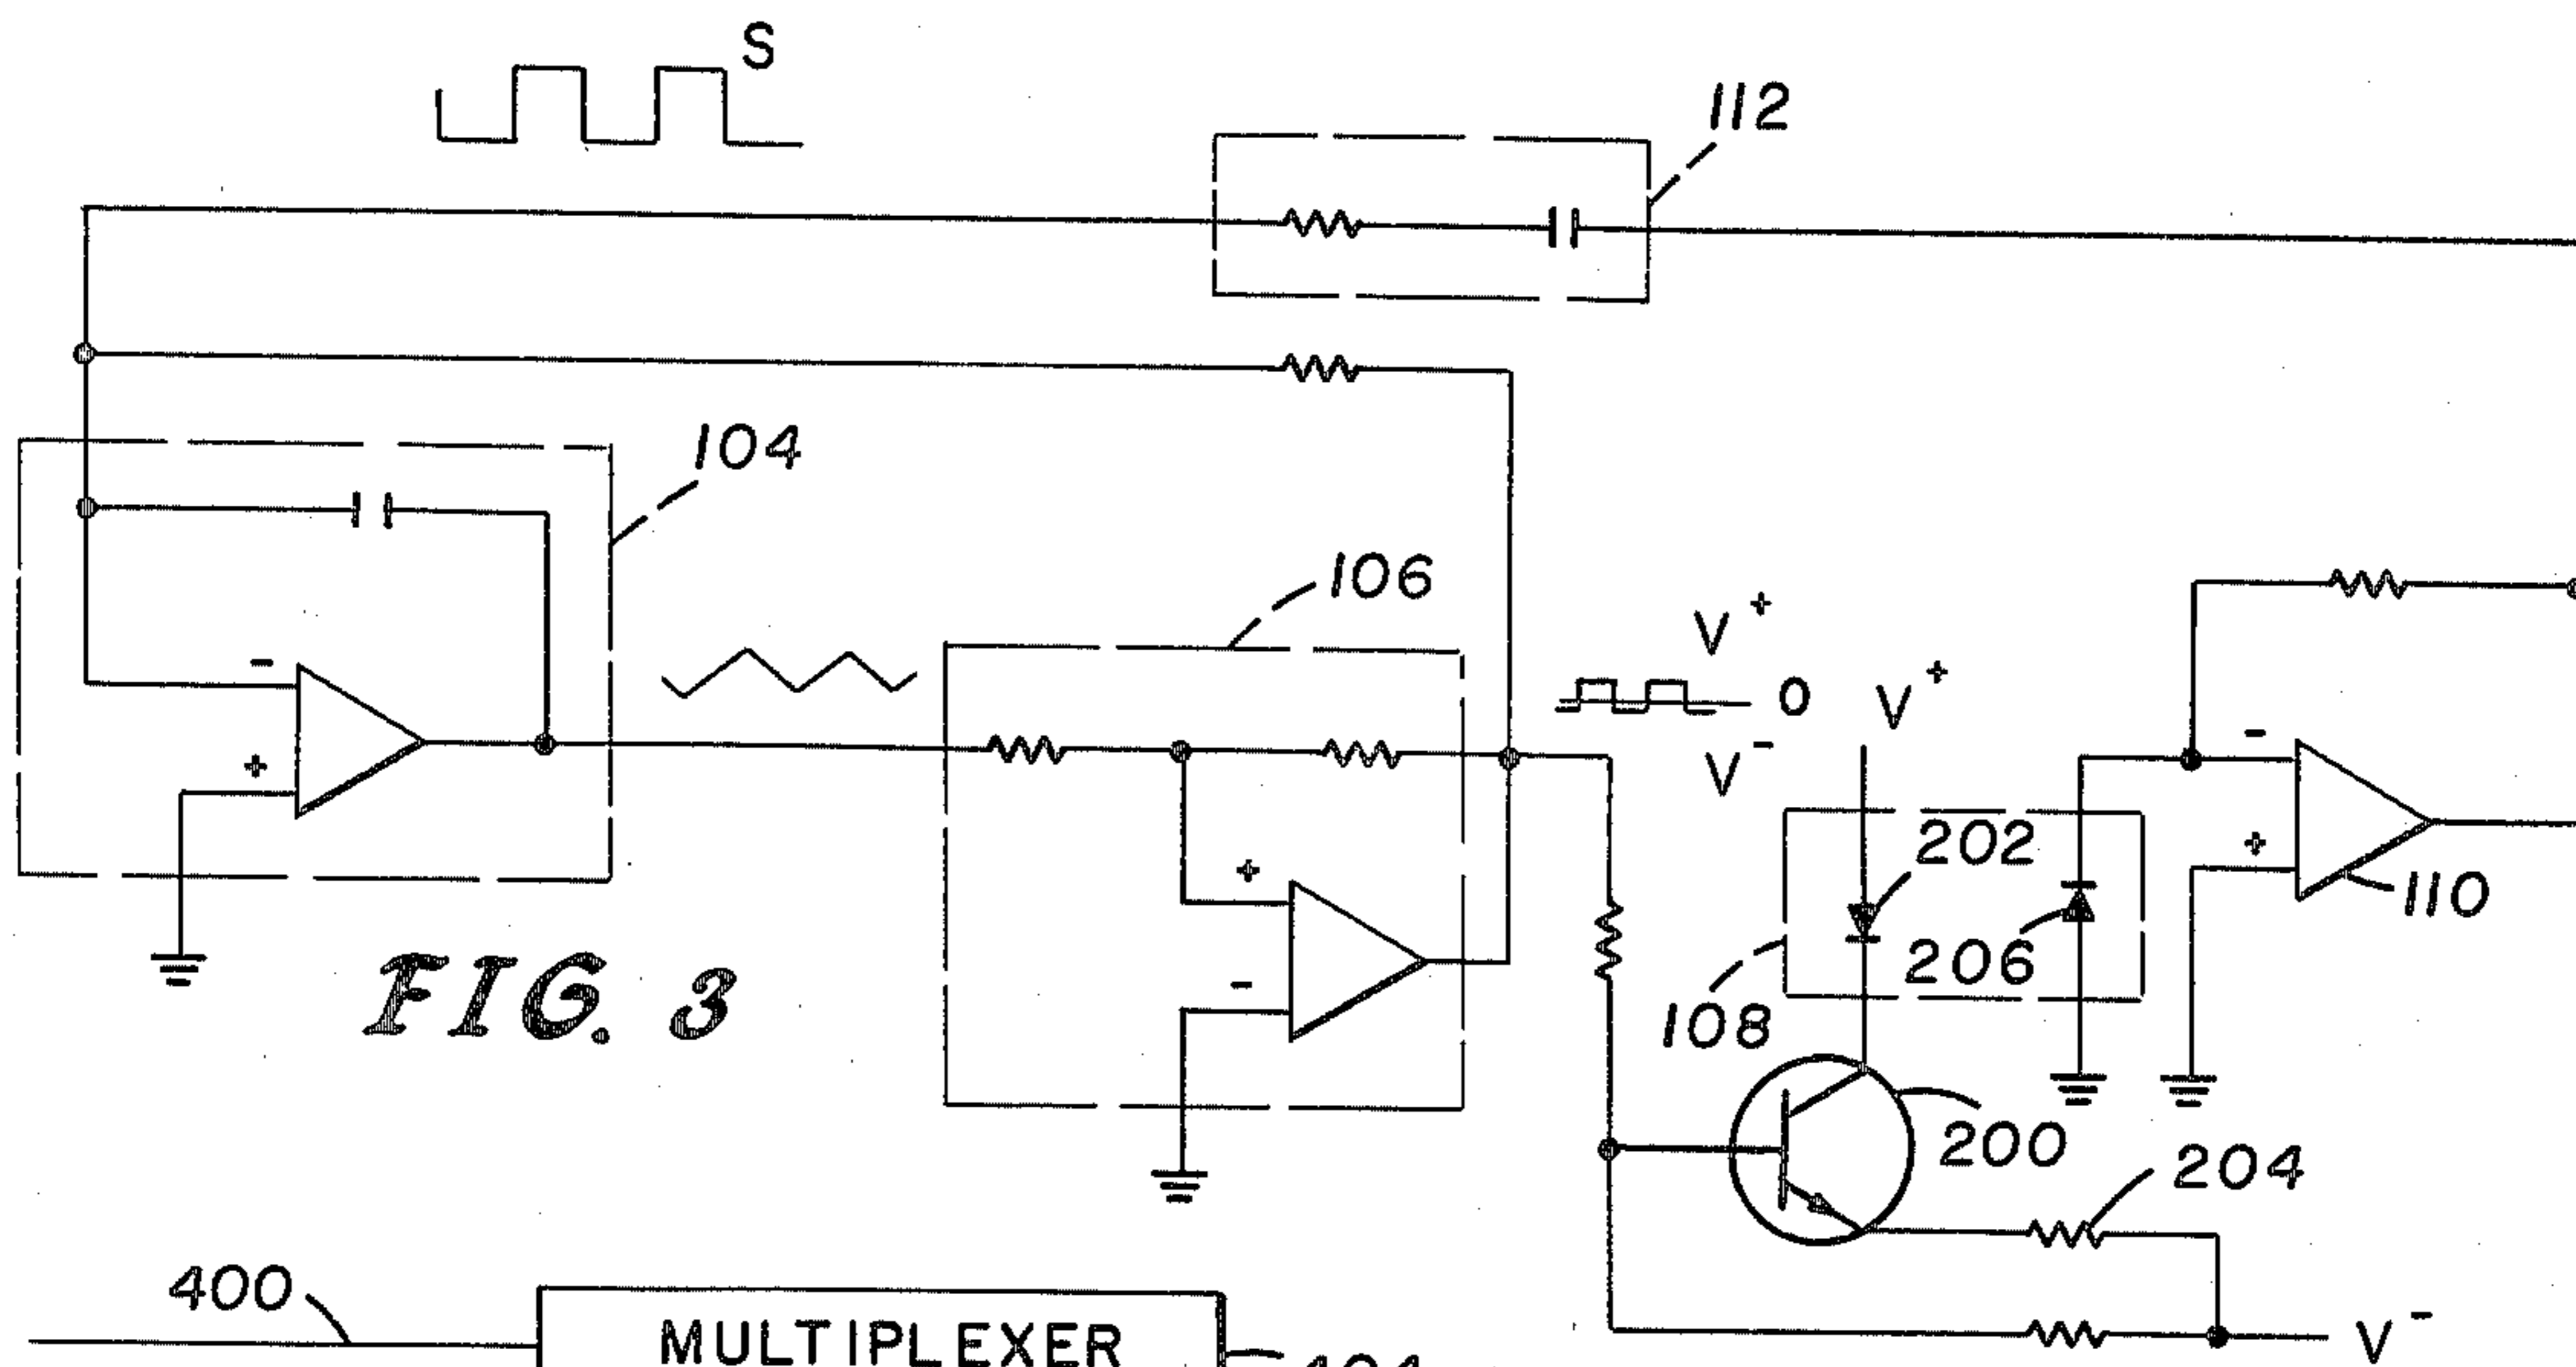 S
112
104
106
V+
0
V-
V+
-
+
+
-
-
+
202
206
110
108
FIG. 3
200
204
400
MULTIPLEXER
V-